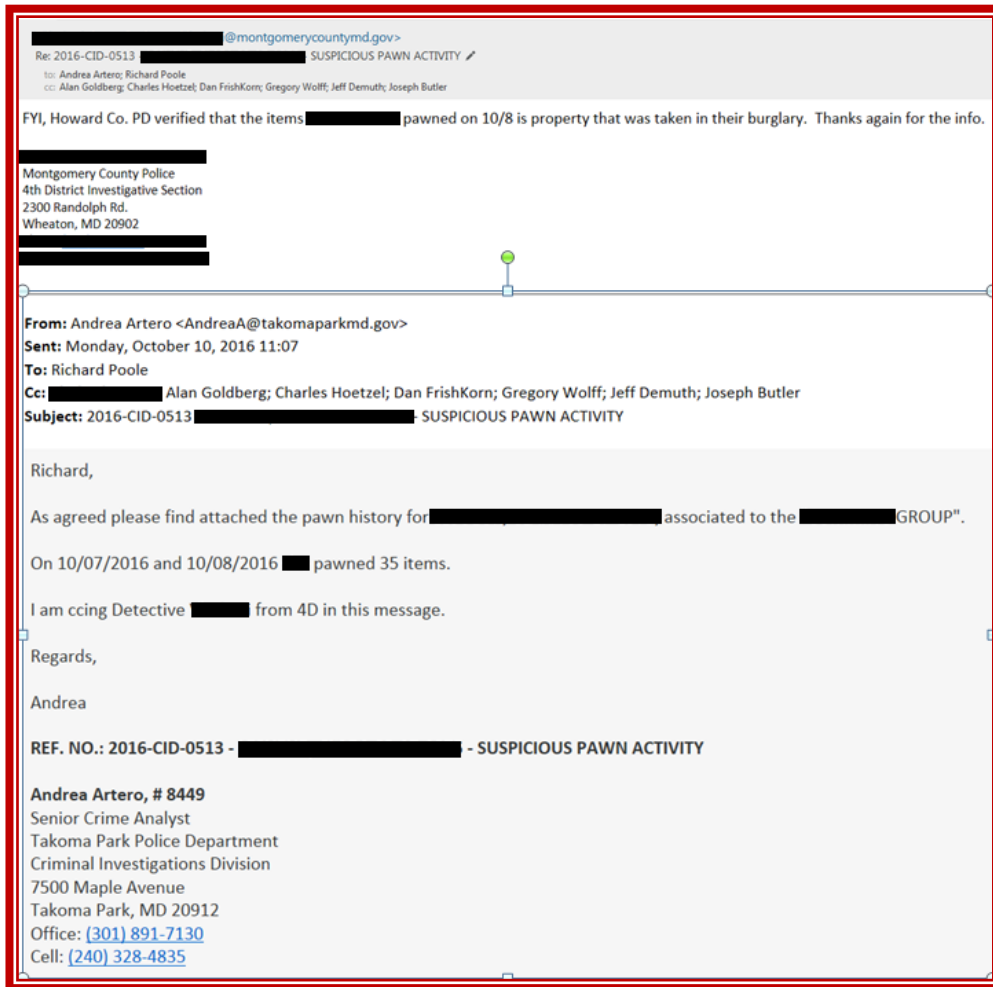 @montgomerycountymd.gov>
Re: 2016-CID-0513 SUSPICIOUS PAWN ACTIVITY
to: Andrea Artero; Richard Poole
cc: Alan Goldberg; Charles Hoetzel; Dan FrishKorn; Gregory Wolff; Jeff Demuth; Joseph Butler
FYI, Howard Co. PD verified that the items pawned on 10/8 is property that was taken in their burglary. Thanks again for the info.
Montgomery County Police
4th District Investigative Section
2300 Randolph Rd.
Wheaton, MD 20902
From: Andrea Artero <AndreaA@takomaparkmd.gov>
Sent: Monday, October 10, 2016 11:07
To: Richard Poole
Cc: Alan Goldberg; Charles Hoetzel; Dan FrishKorn; Gregory Wolff; Jeff Demuth; Joseph Butler
Subject: 2016-CID-0513 - SUSPICIOUS PAWN ACTIVITY
Richard,
As agreed please find attached the pawn history for , associated to the GROUP".
On 10/07/2016 and 10/08/2016 pawned 35 items.
I am ccing Detective from 4D in this message.
Regards,
Andrea
REF. NO.: 2016-CID-0513 - - SUSPICIOUS PAWN ACTIVITY
Andrea Artero, # 8449
Senior Crime Analyst
Takoma Park Police Department
Criminal Investigations Division
7500 Maple Avenue
Takoma Park, MD 20912
Office: (301) 891-7130
Cell: (240) 328-4835